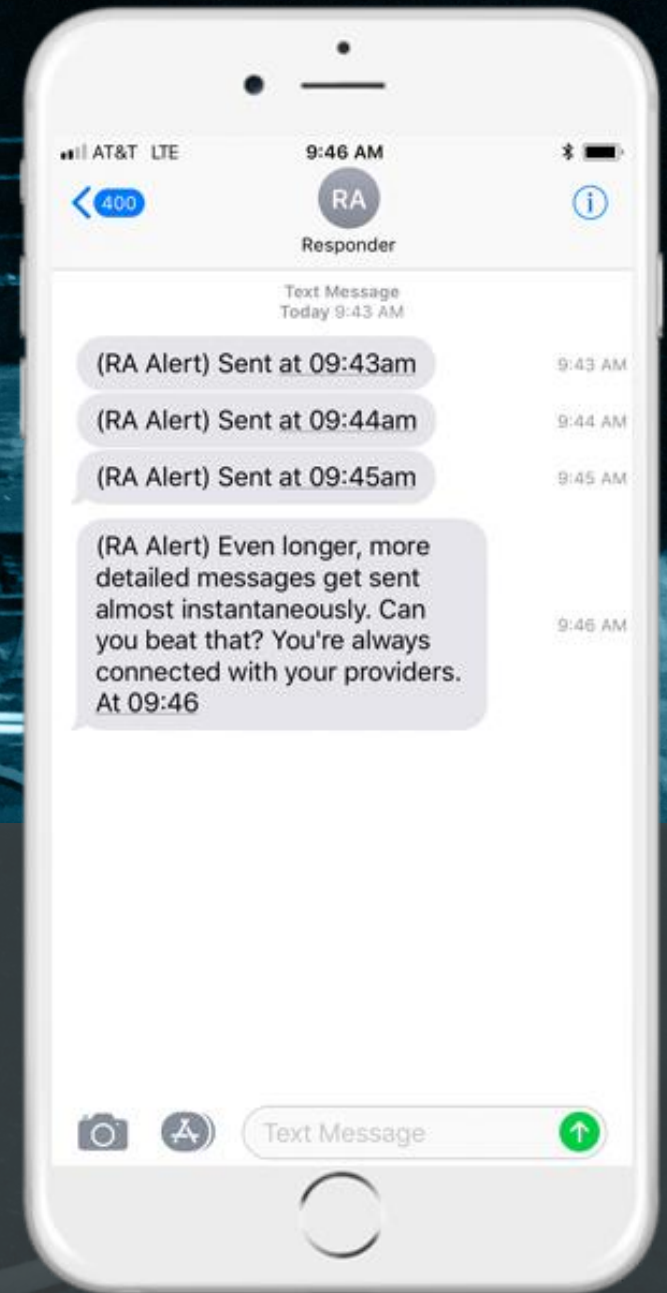 AT&T LTE
9:46 AM
400
RA
Responder
Text Message
Today 9:43 AM
(RA Alert) Sent at 09:43am
9:43 AM
(RA Alert) Sent at 09:44am
9:44 AM
(RA Alert) Sent at 09:45am
9:45 AM
(RA Alert) Even longer, more
detailed messages get sent
almost instantaneously. Can
you beat that? You're always
connected with your providers.
At 09:46
9:46 AM
Text Message